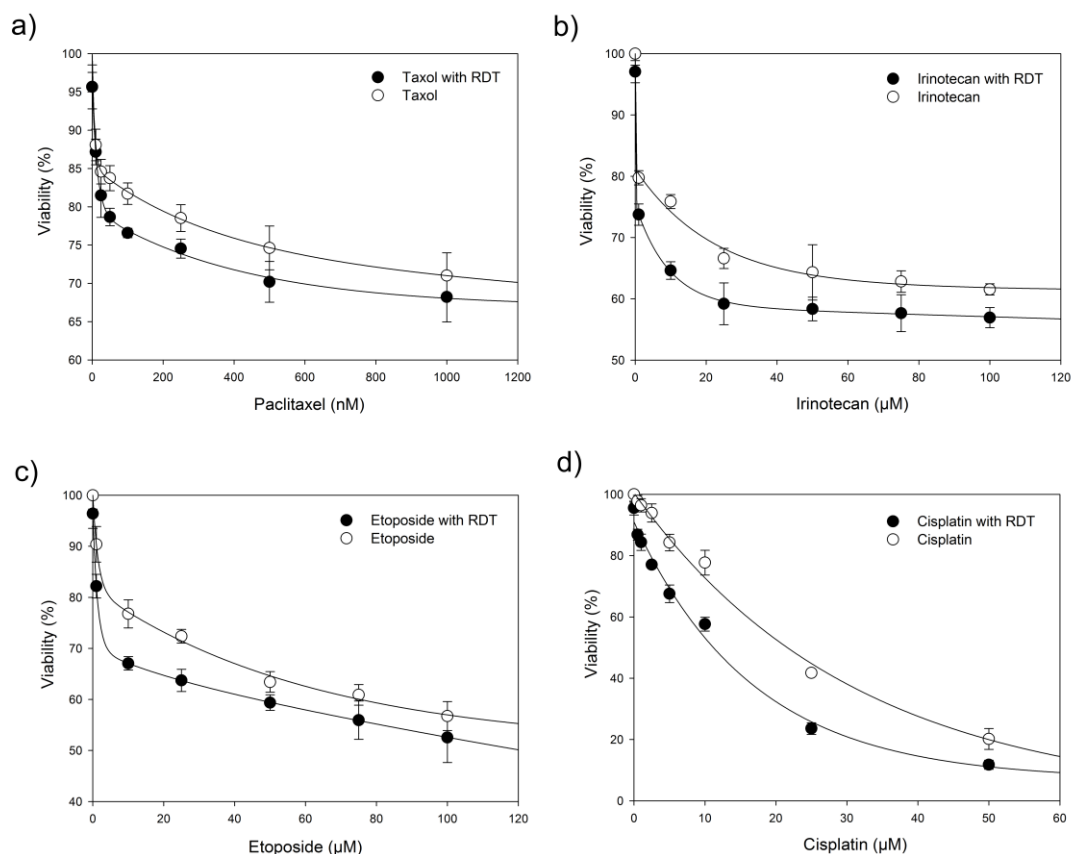 a)
Taxol with RDT
Taxol
Viability (%)
100
95
90
85
80
75
70
65
60
0 200 400 600 800 1000 1200
Paclitaxel (nM)
b)
Irinotecan with RDT
Irinotecan
Viability (%)
100
90
80
70
60
50
0 20 40 60 80 100 120
Irinotecan (µM)
c)
Etoposide with RDT
Etoposide
Viability (%)
100
90
80
70
60
50
40
0 20 40 60 80 100 120
Etoposide (µM)
d)
Cisplatin with RDT
Cisplatin
Viability (%)
100
80
60
40
20
0
0 10 20 30 40 50 60
Cisplatin (µM)